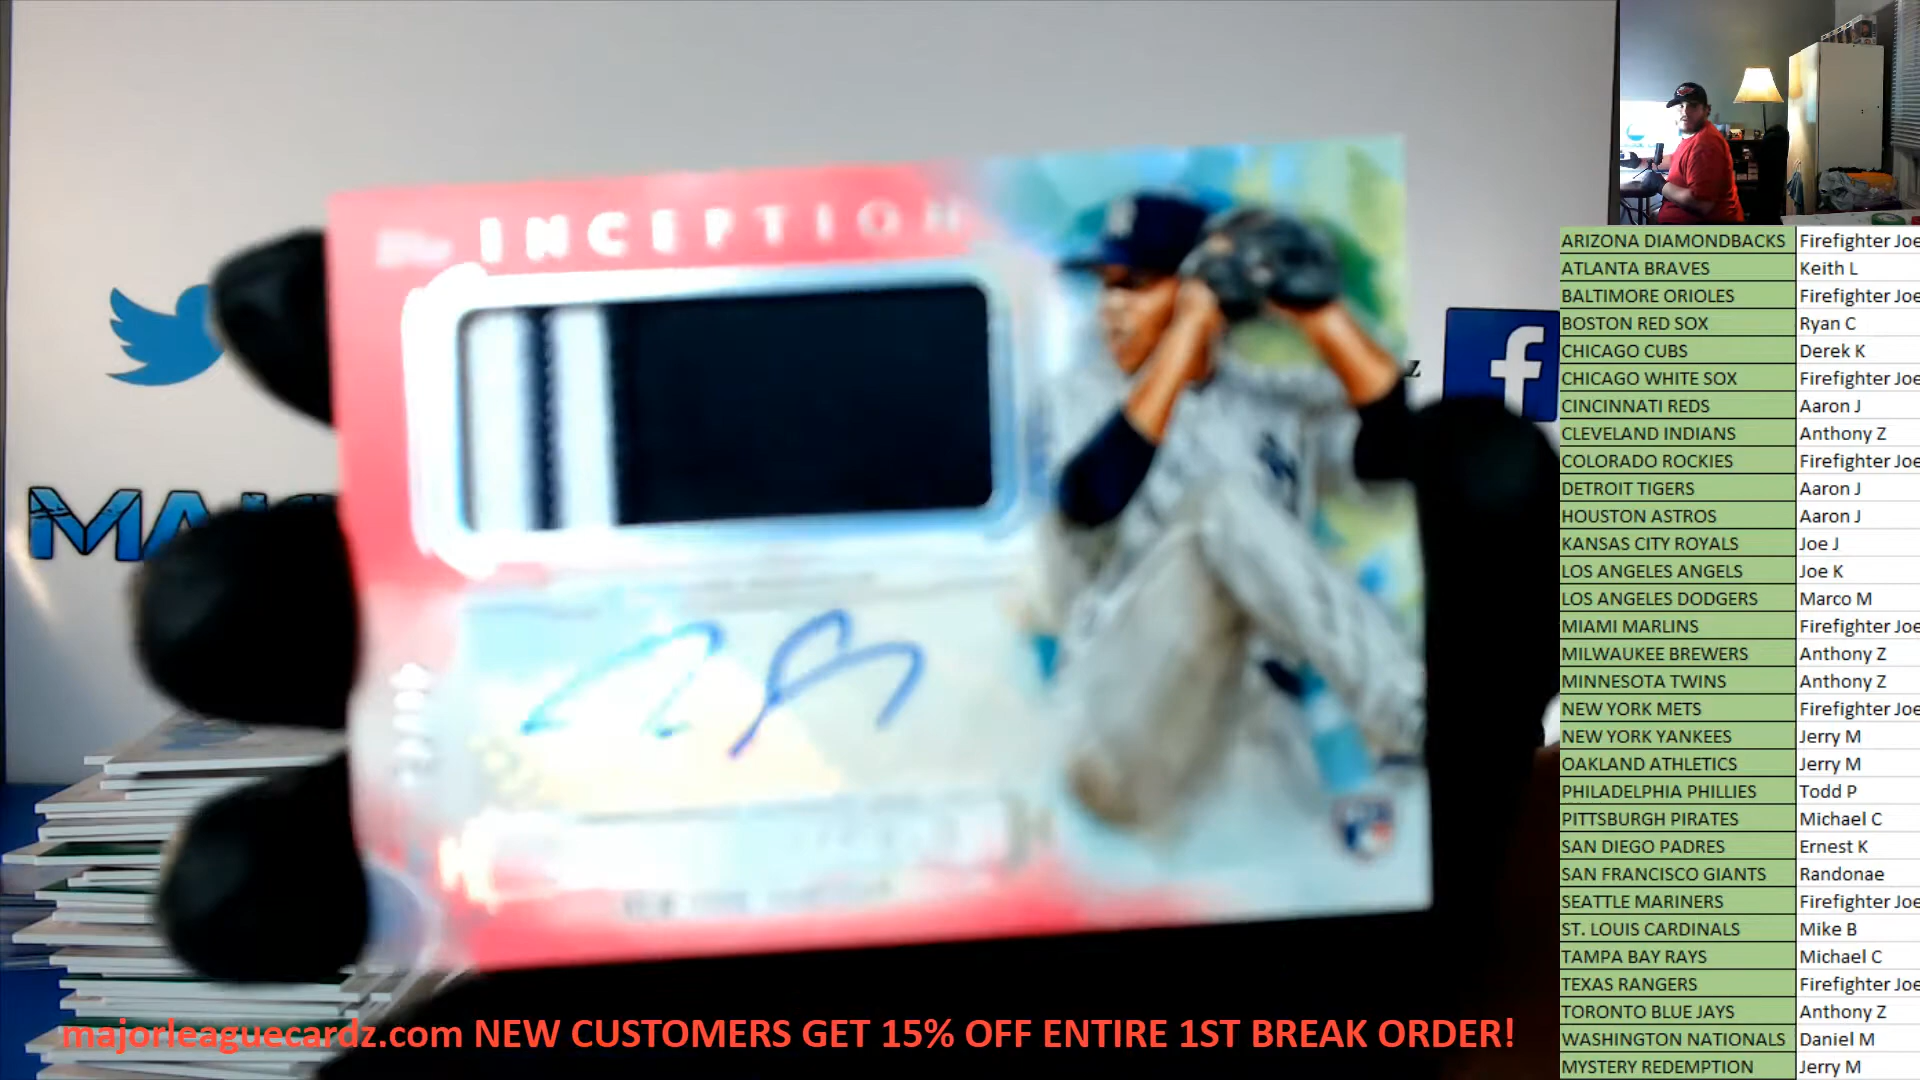 INCEPTION
MA
z
f
ARIZONA DIAMONDBACKS Firefighter Joe
ATLANTA BRAVES Keith L
BALTIMORE ORIOLES Firefighter Joe
BOSTON RED SOX Ryan C
CHICAGO CUBS Derek K
CHICAGO WHITE SOX Firefighter Joe
CINCINNATI REDS Aaron J
CLEVELAND INDIANS Anthony Z
COLORADO ROCKIES Firefighter Joe
DETROIT TIGERS Aaron J
HOUSTON ASTROS Aaron J
KANSAS CITY ROYALS Joe J
LOS ANGELES ANGELS Joe K
LOS ANGELES DODGERS Marco M
MIAMI MARLINS Firefighter Joe
MILWAUKEE BREWERS Anthony Z
MINNESOTA TWINS Anthony Z
NEW YORK METS Firefighter Joe
NEW YORK YANKEES Jerry M
OAKLAND ATHLETICS Jerry M
PHILADELPHIA PHILLIES Todd P
PITTSBURGH PIRATES Michael C
SAN DIEGO PADRES Ernest K
SAN FRANCISCO GIANTS Randonae
SEATTLE MARINERS Firefighter Joe
ST. LOUIS CARDINALS Mike B
TAMPA BAY RAYS Michael C
TEXAS RANGERS Firefighter Joe
TORONTO BLUE JAYS Anthony Z
WASHINGTON NATIONALS Daniel M
MYSTERY REDEMPTION Jerry M
majorleaguecardz.com NEW CUSTOMERS GET 15% OFF ENTIRE 1ST BREAK ORDER!